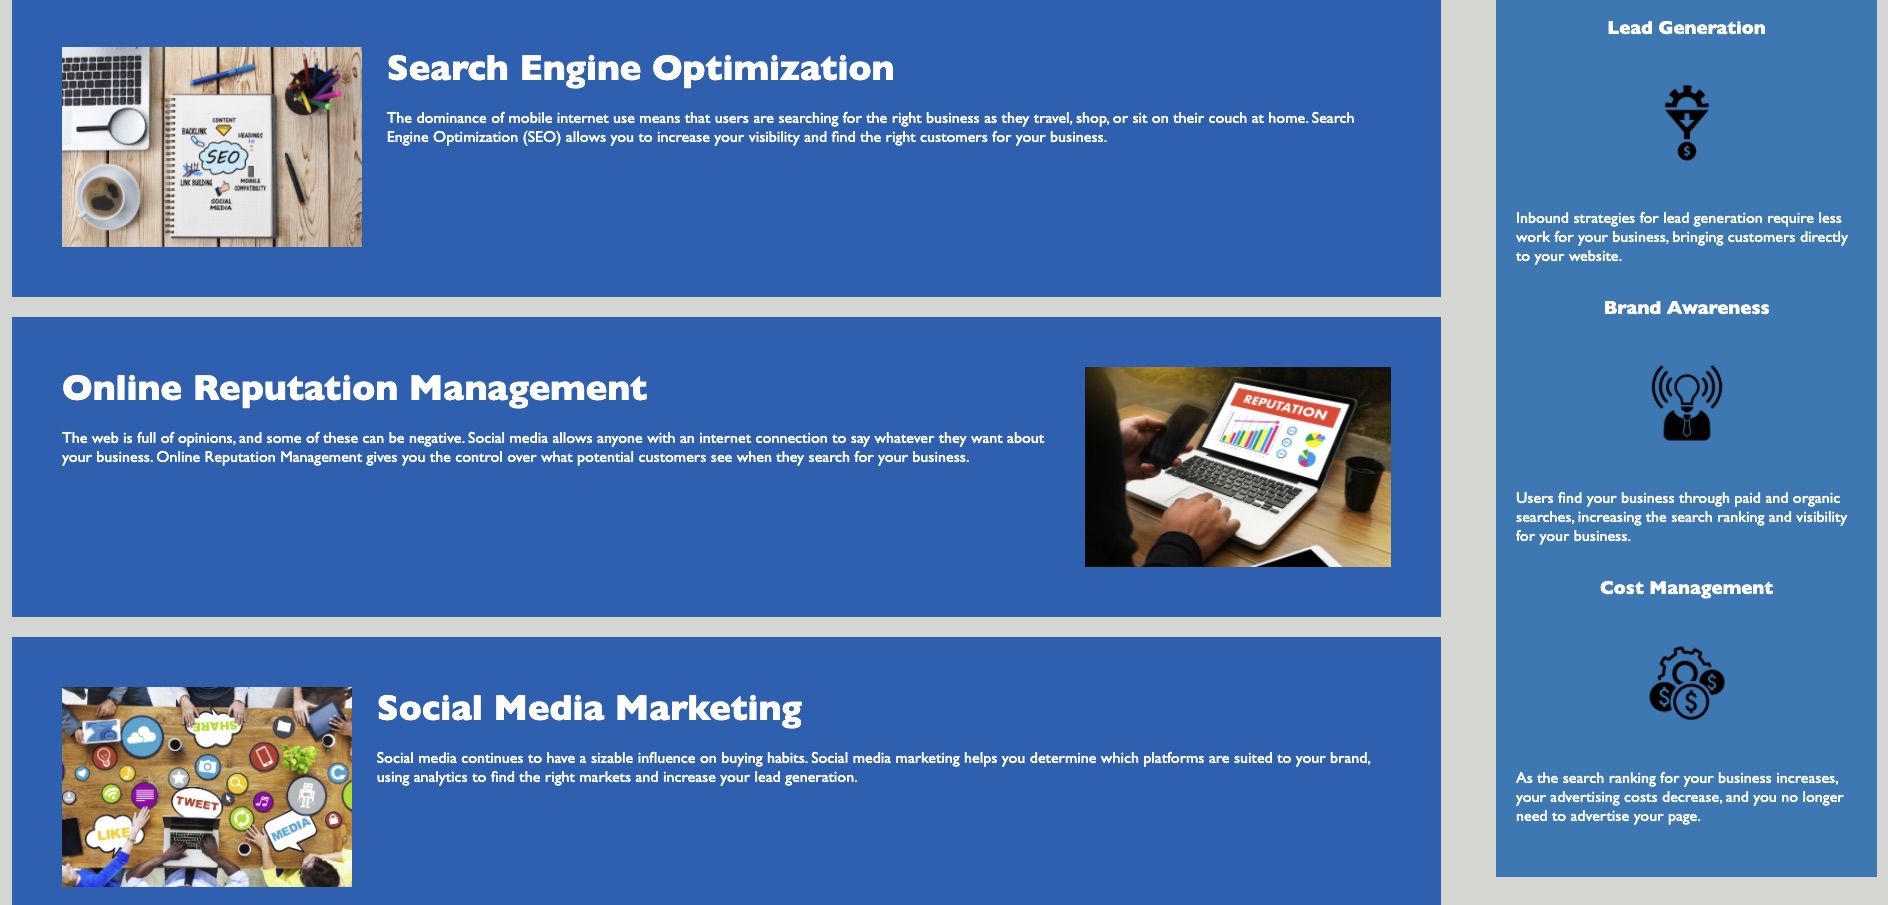 Search Engine Optimization
The dominance of mobile internet use means that users are searching for the right business as they travel, shop, or sit on their couch at home. Search
Engine Optimization (SEO) allows you to increase your visibility and find the right customers for your business.
CONTENT
BACKLINK
HEADINGS
SEO
LINK BUILDING
MOBILE
COMPATIBILITY
SOCIAL
MEDIA
Online Reputation Management
The web is full of opinions, and some of these can be negative. Social media allows anyone with an internet connection to say whatever they want about
your business. Online Reputation Management gives you the control over what potential customers see when they search for your business.
REPUTATION
Social Media Marketing
Social media continues to have a sizable influence on buying habits. Social media marketing helps you determine which platforms are suited to your brand,
using analytics to find the right markets and increase your lead generation.
SHARE
TWEET
LIKE
MEDIA
Lead Generation
$
Inbound strategies for lead generation require less
work for your business, bringing customers directly
to your website.
Brand Awareness
Users find your business through paid and organic
searches, increasing the search ranking and visibility
for your business.
Cost Management
$ $ $
As the search ranking for your business increases,
your advertising costs decrease, and you no longer
need to advertise your page.